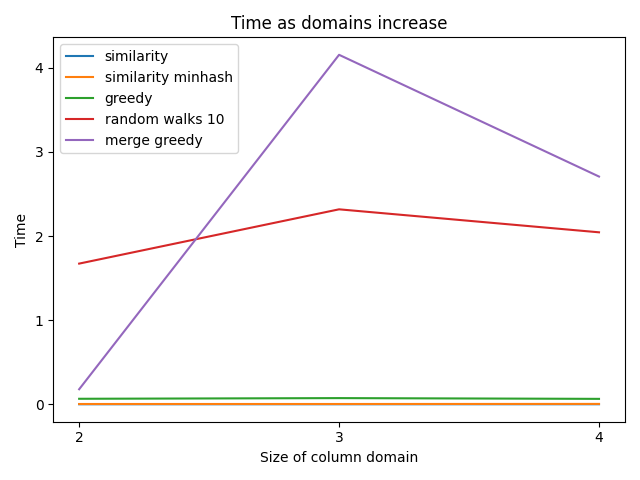 Time as domains increase
similarity
similarity minhash
greedy
random walks 10
merge greedy
4
3
2
1
0
Time
2
3
4
Size of column domain